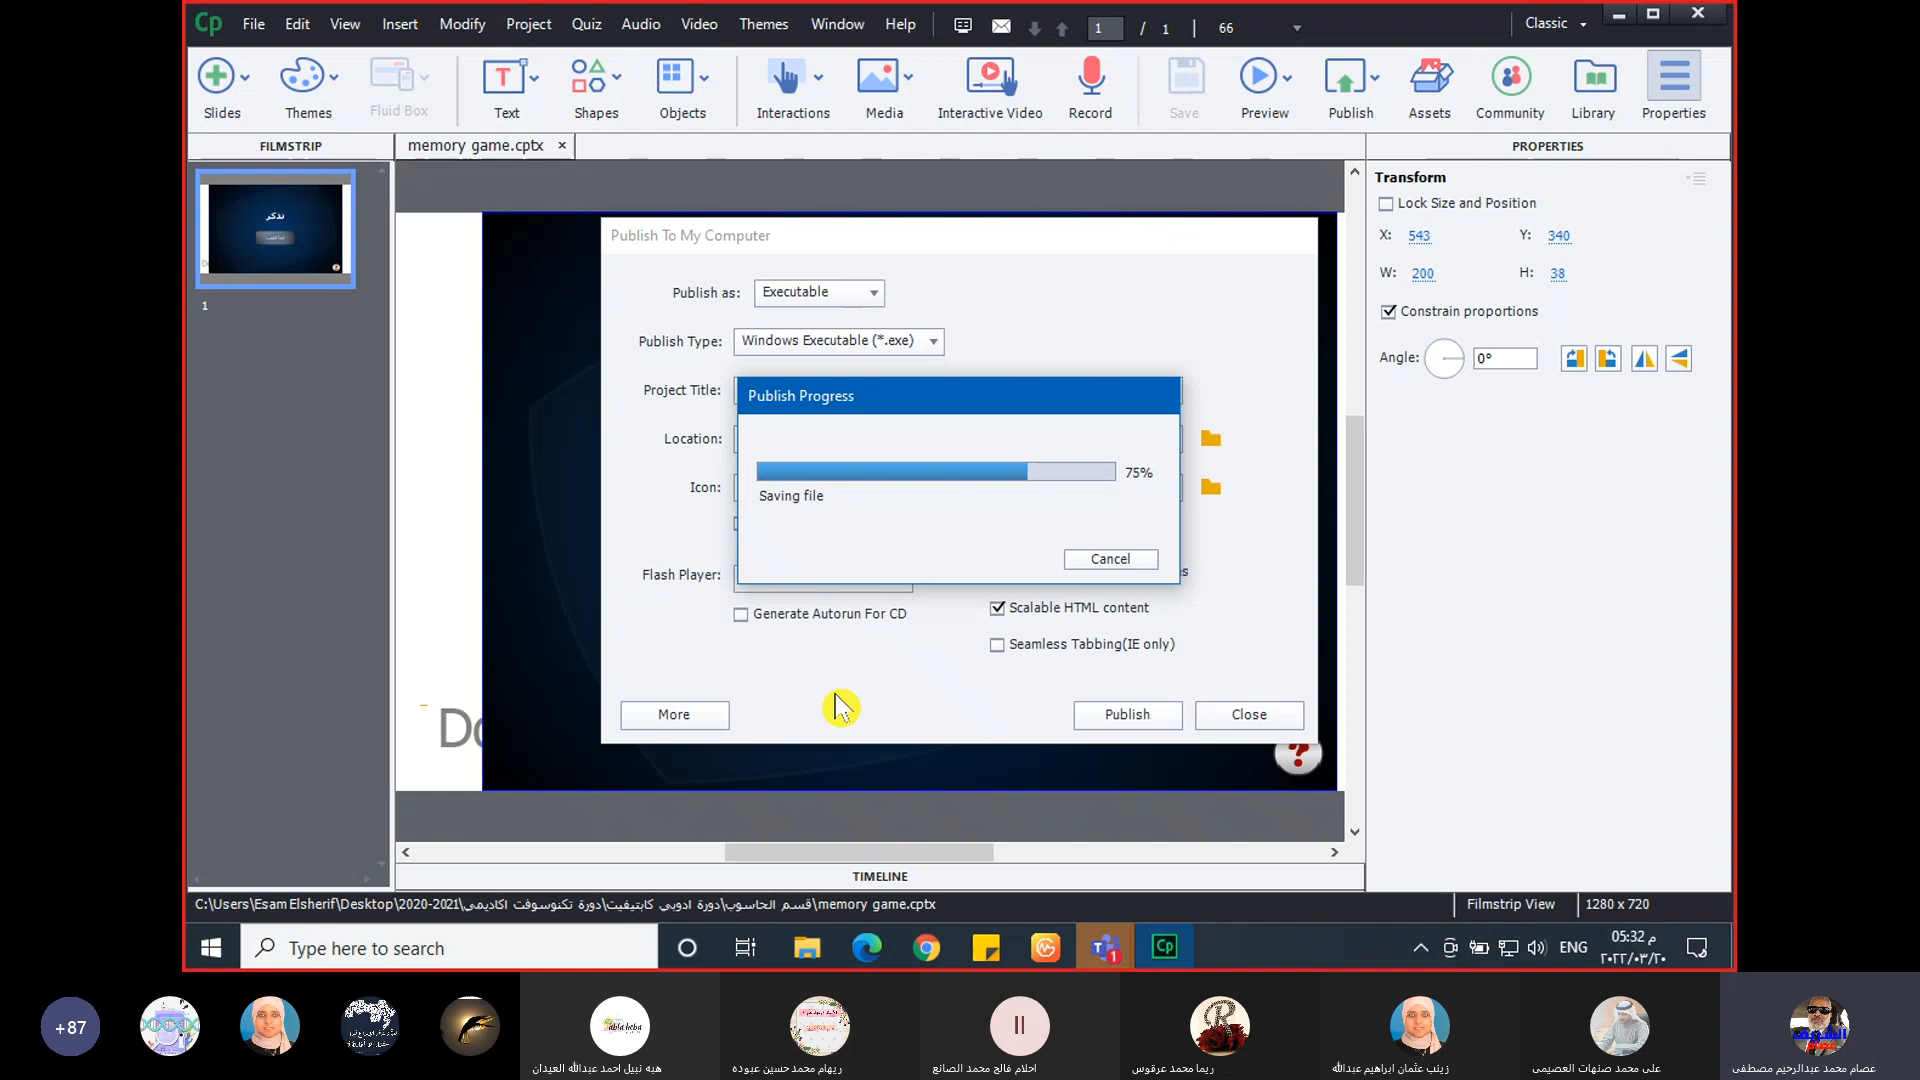 Cp File Edit View Insert Modify Project Quiz Audio Video Themes Window Help 1 / 1 66 Classic
Slides Themes Fluid Box Text Shapes Objects Interactions Media Interactive Video Record Save Preview Publish Assets Community Library Properties
FILMSTRIP
memory game.cptx ×
PROPERTIES
نذكر
1
Transform
Lock Size and Position
X: 543 Y: 340
W: 200 H: 38
Constrain proportions
Angle: 0°
Publish To My Computer
Publish as: Executable
Publish Type: Windows Executable (*.exe)
Project Title:
Location:
Icon:
Flash Player:
Publish Progress
75%
Saving file
Cancel
Generate Autorun For CD
Scalable HTML content
Seamless Tabbing(IE only)
More
Publish
Close
?
TIMELINE
C:\Users\Esam Elsherif\Desktop\2020-2021\قسم الحاسوب\دورة ادوبي كابتيفيت\دورة تكنوسوفت اكاديمي\memory game.cptx
Filmstrip View 1280 x 720
Type here to search
1
Cp
ENG
05:32 م
٢٠٢٢/٠٣/٢٠
+87
هبه نبيل احمد عبدالله العيدان
ريهام محمد حسين عبوده
احلام فالح محمد الصانع
ريما محمد عرقوس
زينب عثمان ابراهيم عبدالله
على محمد صنهات العصيمى
عصام محمد عبدالرحيم مصطفى